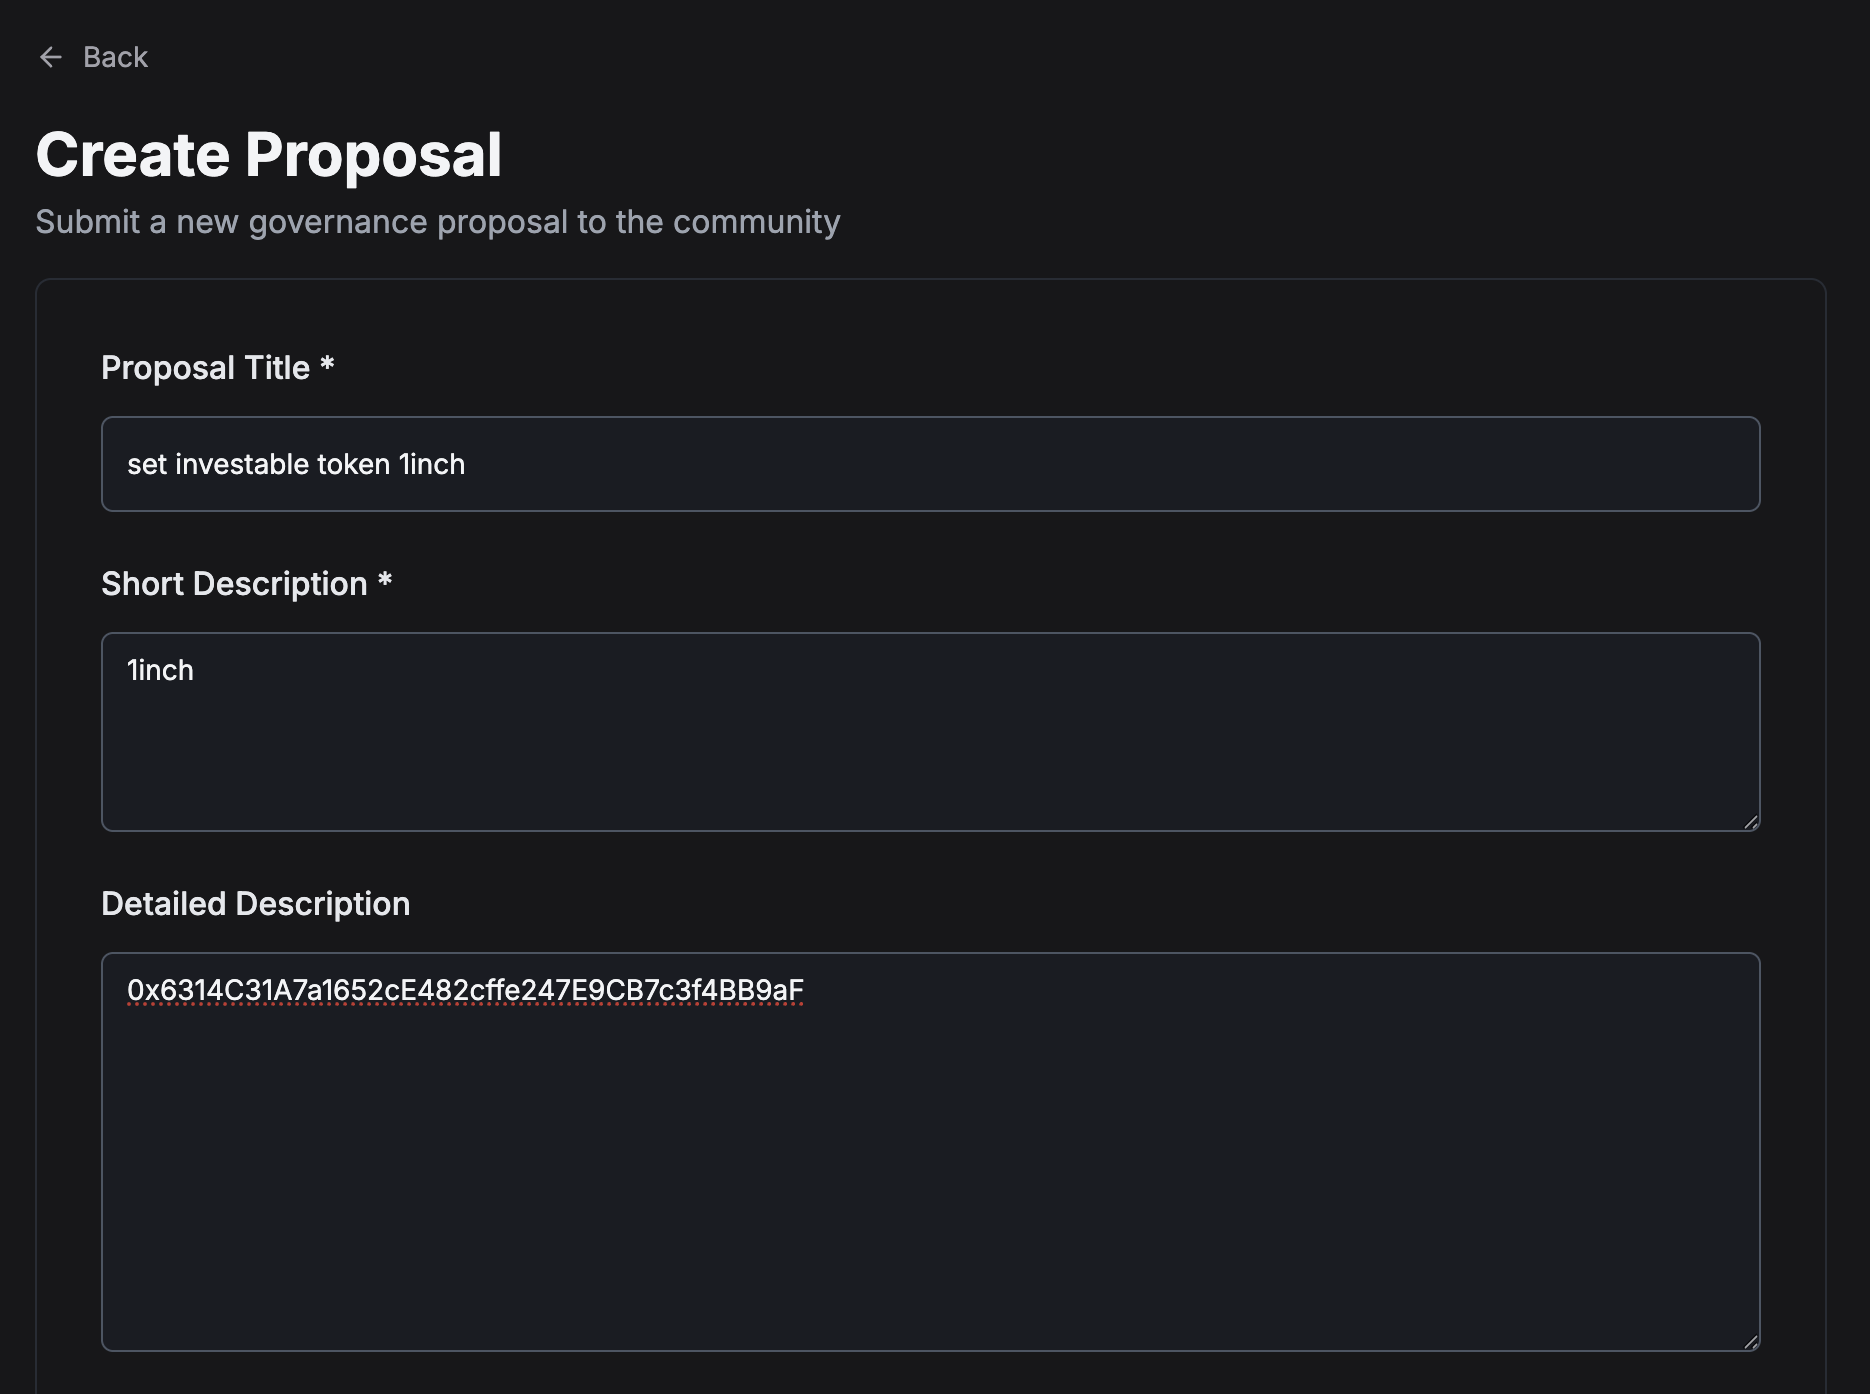 Back
Create Proposal
Submit a new governance proposal to the community
Proposal Title *
set investable token 1inch
Short Description *
1inch
Detailed Description
0x6314C31A7a1652cE482cffe247E9CB7c3f4BB9aF